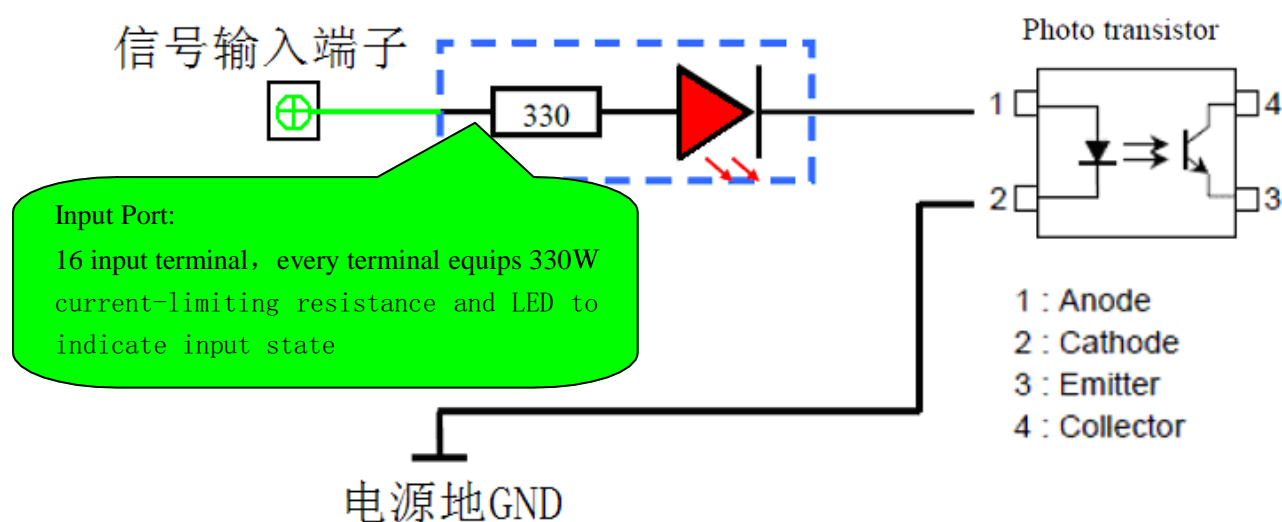 信号输入端子
Photo transistor
330
1
4
2
3
Input Port:
16 input terminal，every terminal equips 330W
current-limiting resistance and LED to
indicate input state
1 : Anode
2 : Cathode
3 : Emitter
4 : Collector
电源地GND